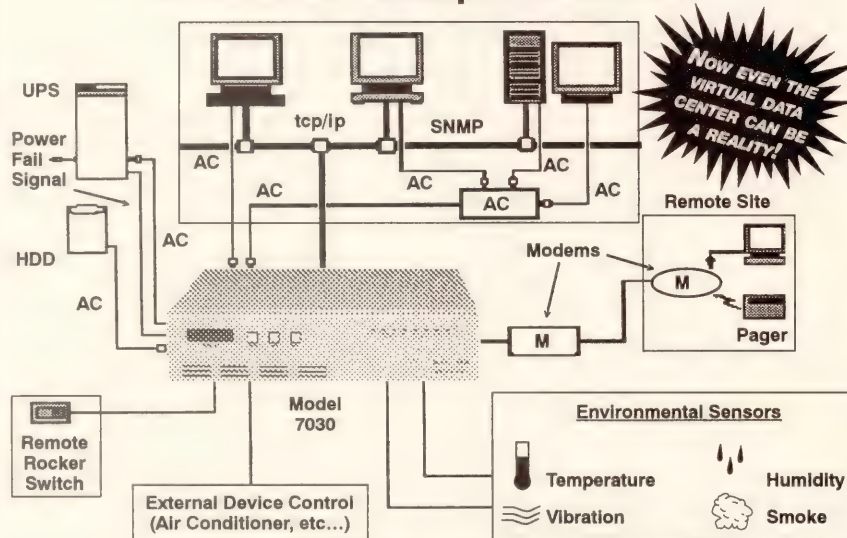 NOW EVEN THE
VIRTUAL DATA
CENTER CAN BE
A REALITY!
UPS
Power
Fail
Signal
HDD
AC
AC
tcp/ip
SNMP
AC
AC
AC
AC
AC
AC
Remote Site
Modems
M
M
Pager
Model
7030
Remote
Rocker
Switch
External Device Control
(Air Conditioner, etc...)
Environmental Sensors
Temperature
Humidity
Vibration
Smoke